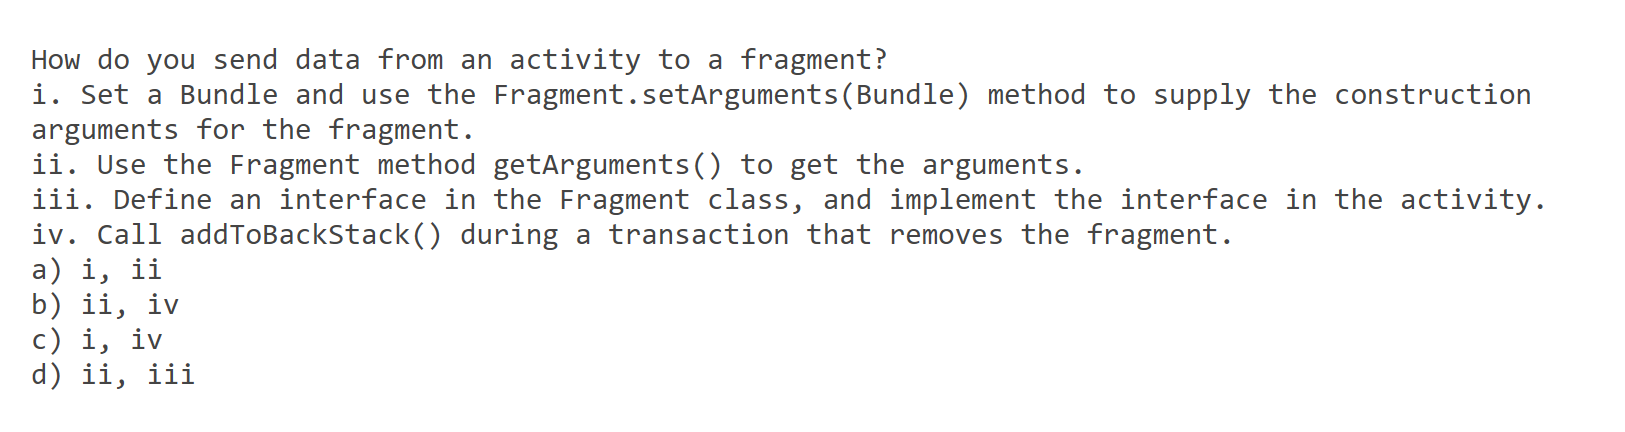 How do you send data from an activity to a fragment?
i. Set a Bundle and use the Fragment.setArguments(Bundle) method to supply the construction
arguments for the fragment.
ii. Use the Fragment method getArguments() to get the arguments.
iii. Define an interface in the Fragment class, and implement the interface in the activity.
iv. Call addToBackStack() during a transaction that removes the fragment.
a) i, ii
b) ii, iv
c) i, iv
d) ii, iii